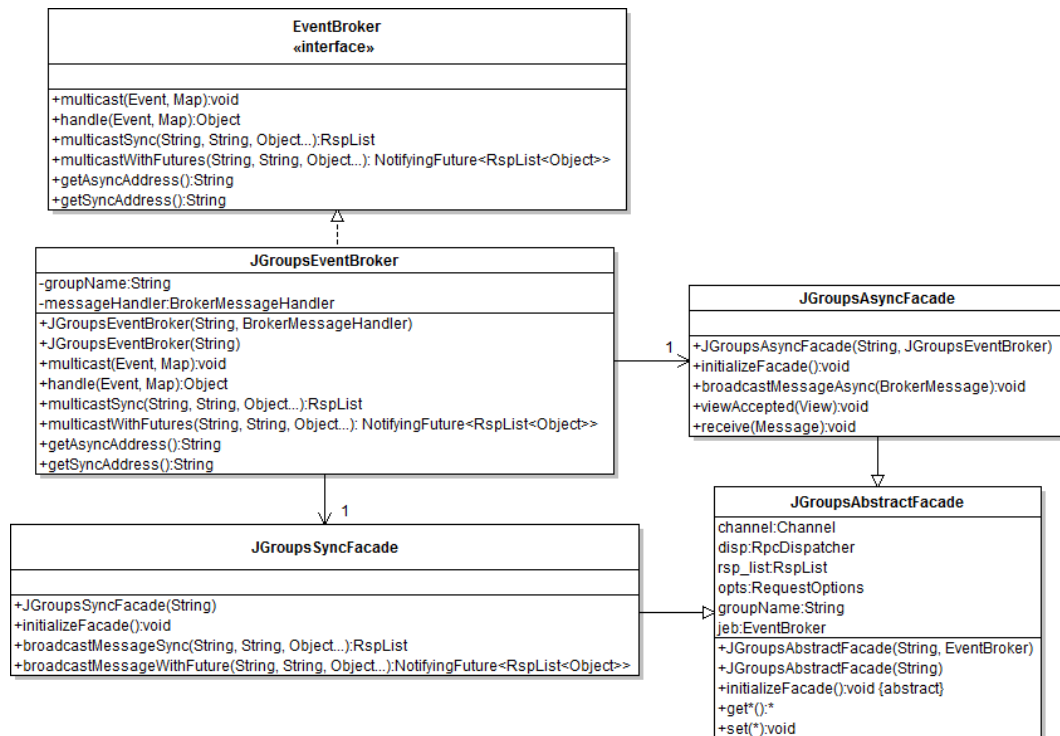 EventBroker
«interface»
+multicast(Event, Map):void
+handle(Event, Map):Object
+multicastSync(String, String, Object...):RspList
+multicastWithFutures(String, String, Object...): NotifyingFuture<RspList<Object>>
+getAsyncAddress():String
+getSyncAddress():String
JGroupsEventBroker
-groupName:String
-messageHandler:BrokerMessageHandler
+JGroupsEventBroker(String, BrokerMessageHandler)
+JGroupsEventBroker(String)
+multicast(Event, Map):void
+handle(Event, Map):Object
+multicastSync(String, String, Object...):RspList
+multicastWithFutures(String, String, Object...): NotifyingFuture<RspList<Object>>
+getAsyncAddress():String
+getSyncAddress():String
1
JGroupsAsyncFacade
+JGroupsAsyncFacade(String, JGroupsEventBroker)
+initializeFacade():void
+broadcastMessageAsync(BrokerMessage):void
+viewAccepted(View):void
+receive(Message):void
1
JGroupsSyncFacade
+JGroupsSyncFacade(String)
+initializeFacade():void
+broadcastMessageSync(String, String, Object...):RspList
+broadcastMessageWithFuture(String, String, Object...):NotifyingFuture<RspList<Object>>
JGroupsAbstractFacade
channel:Channel
disp:RpcDispatcher
rsp_list:RspList
opts:RequestOptions
groupName:String
jeb:EventBroker
+JGroupsAbstractFacade(String, EventBroker)
+JGroupsAbstractFacade(String)
+initializeFacade():void {abstract}
+get*():*
+set(*):void